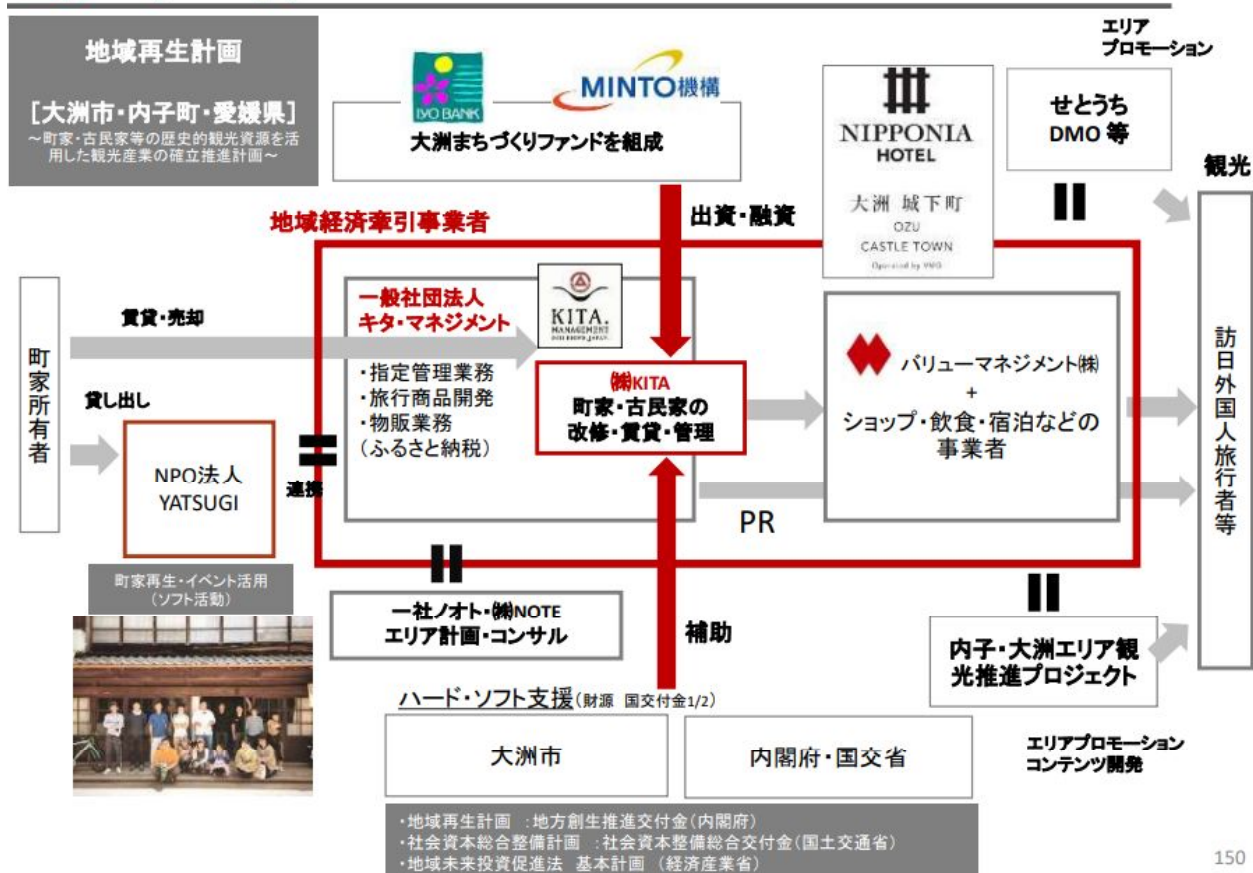 地域再生計画
[大洲市・内子町・愛媛県]
～町家・古民家等の歴史的観光資源を活
用した観光産業の確立推進計画～
IYO BANK
MINTO機構
大洲まちづくりファンドを組成
NIPPONIA
HOTEL
大洲 城下町
OZU
CASTLE TOWN
Operated by VMG
エリア
プロモーション
せとうち
DMO 等
観光
地域経済牽引事業者
出資・融資
町家所有者
賃貸・売却
貸し出し
NPO法人
YATSUGI
連携
町家再生・イベント活用
(ソフト活動)
一般社団法人
キタ・マネジメント
KITA.
MANAGEMENT
・指定管理業務
・旅行商品開発
・物販業務
(ふるさと納税)
㈱KITA
町家・古民家の
改修・賃貸・管理
バリューマネジメント㈱
+
ショップ・飲食・宿泊などの
事業者
PR
訪日外国人旅行者等
一社ノオト・㈱NOTE
エリア計画・コンサル
補助
内子・大洲エリア観
光推進プロジェクト
エリアプロモーション
コンテンツ開発
ハード・ソフト支援(財源 国交付金1/2)
大洲市
内閣府・国交省
・地域再生計画 :地方創生推進交付金(内閣府)
・社会資本総合整備計画 :社会資本整備総合交付金(国土交通省)
・地域未来投資促進法 基本計画 (経済産業省)
150